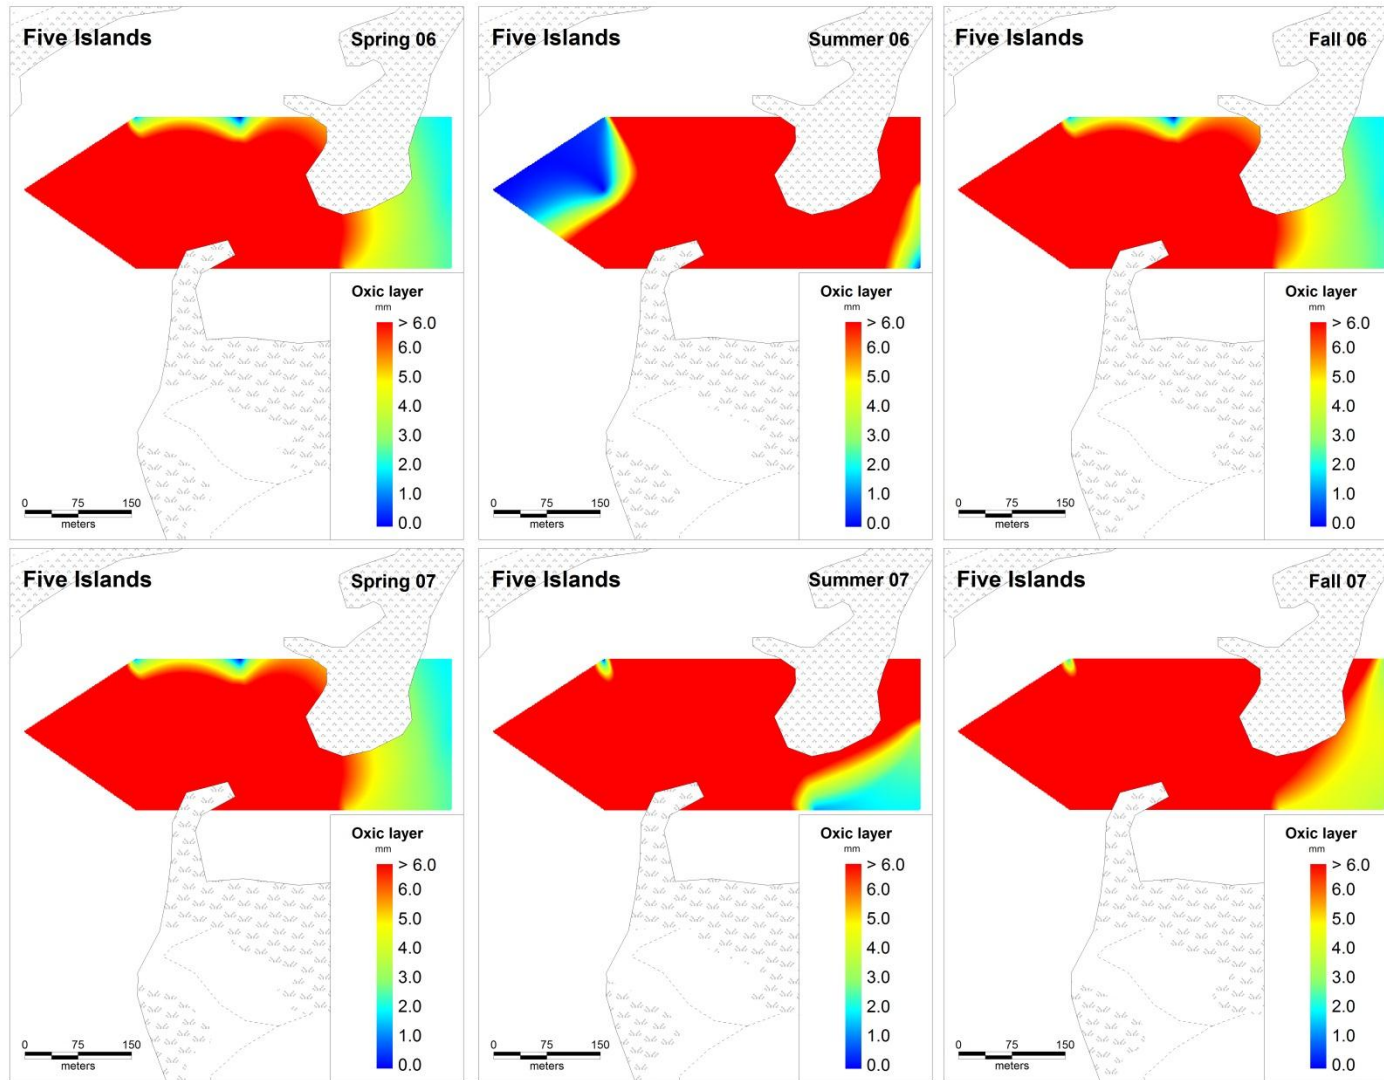 Five Islands Spring 06
Oxic layer
mm
> 6.0
6.0
5.0
4.0
3.0
2.0
1.0
0.0
0 75 150
meters
Five Islands Summer 06
Oxic layer
mm
> 6.0
6.0
5.0
4.0
3.0
2.0
1.0
0.0
0 75 150
meters
Five Islands Fall 06
Oxic layer
mm
> 6.0
6.0
5.0
4.0
3.0
2.0
1.0
0.0
0 75 150
meters
Five Islands Spring 07
Oxic layer
mm
> 6.0
6.0
5.0
4.0
3.0
2.0
1.0
0.0
0 75 150
meters
Five Islands Summer 07
Oxic layer
mm
> 6.0
6.0
5.0
4.0
3.0
2.0
1.0
0.0
0 75 150
meters
Five Islands Fall 07
Oxic layer
mm
> 6.0
6.0
5.0
4.0
3.0
2.0
1.0
0.0
0 75 150
meters